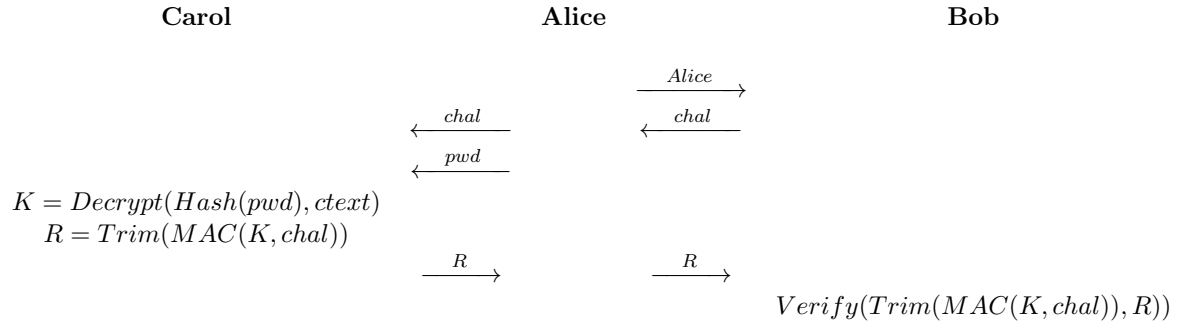 Carol Alice Bob
Alice
chal chal
pwd
K = Decrypt(Hash(pwd), ctext)
R = Trim(MAC(K, chal))
R R
Verify(Trim(MAC(K, chal)), R))